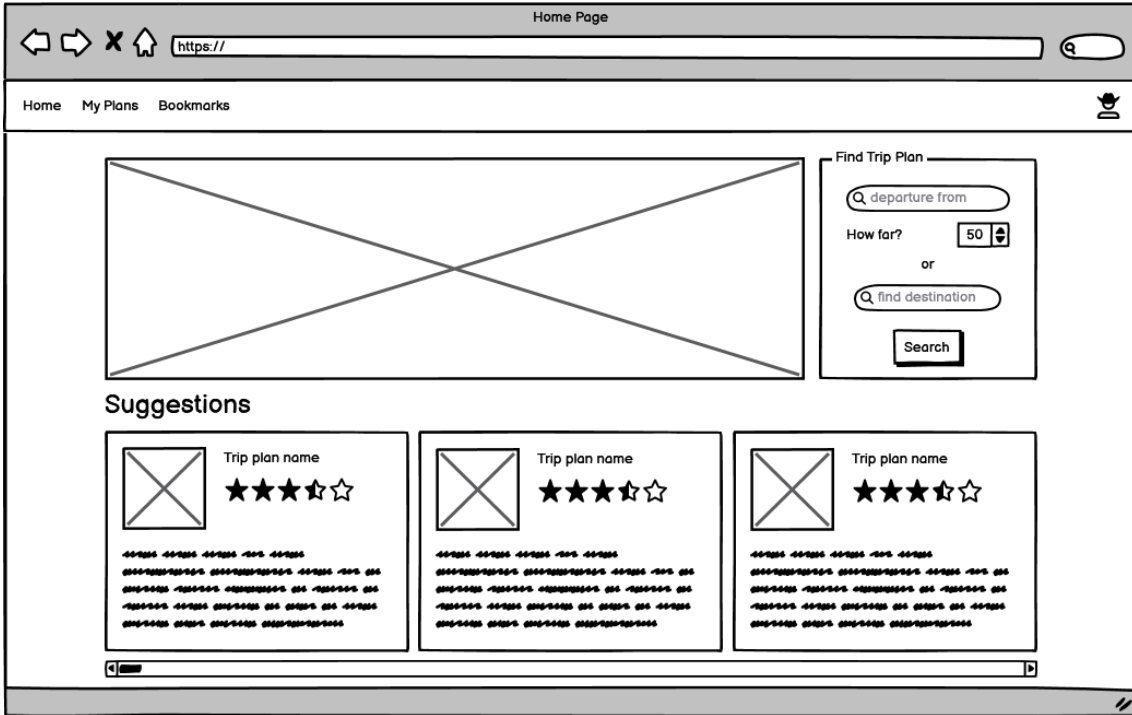 Home Page
https://
Home My Plans Bookmarks
Find Trip Plan
departure from
How far? 50
or
find destination
Search
Suggestions
Trip plan name
Trip plan name
Trip plan name